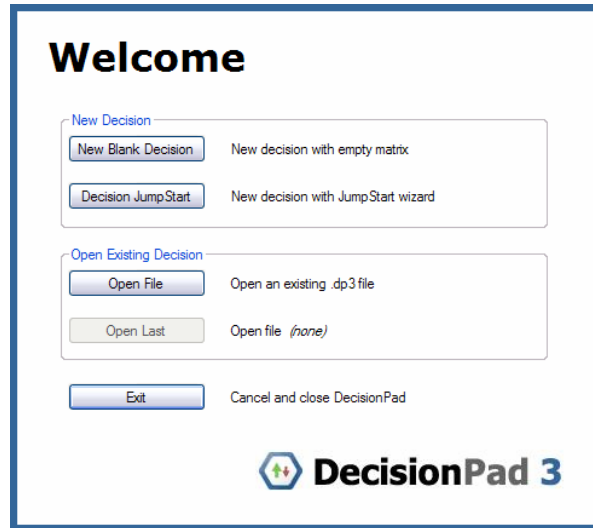 Welcome
New Decision
New Blank Decision New decision with empty matrix
Decision JumpStart New decision with JumpStart wizard
Open Existing Decision
Open File Open an existing .dp3 file
Open Last Open file (none)
Exit Cancel and close DecisionPad
DecisionPad 3